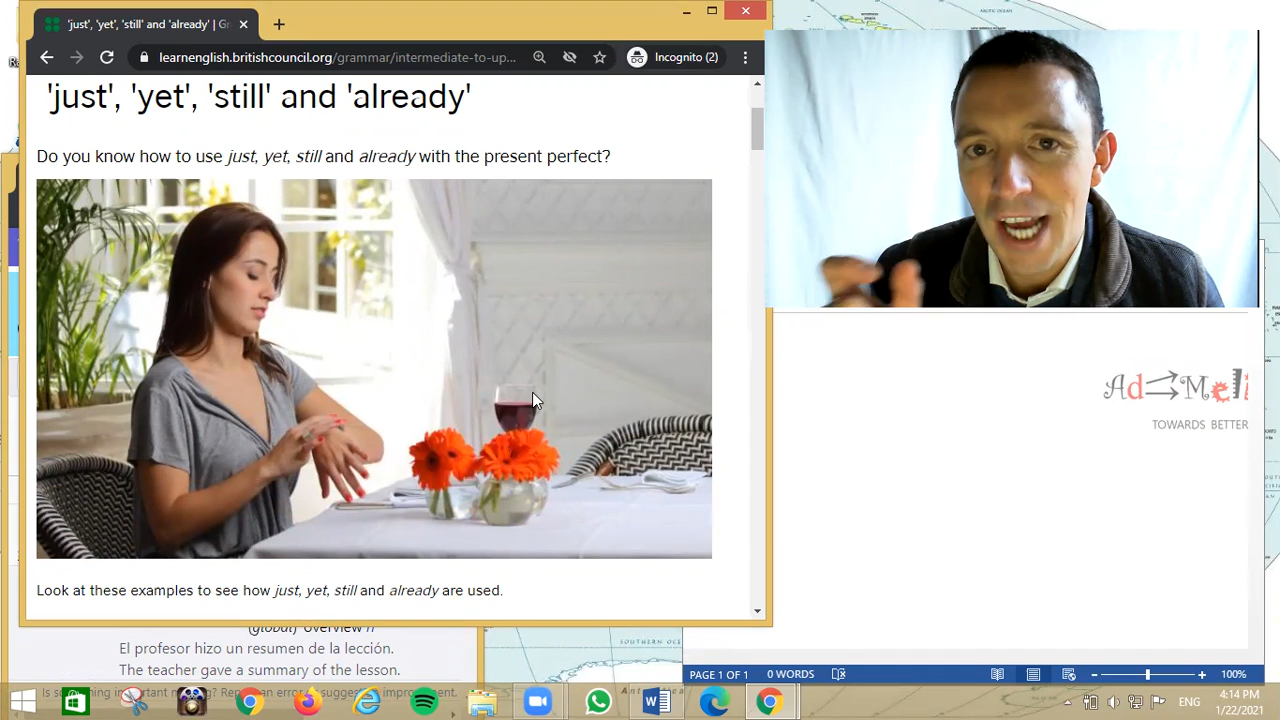 'just', 'yet', 'still' and 'already' | Gr
learnenglish.britishcouncil.org/grammar/intermediate-to-up...
Incognito (2)
'just', 'yet', 'still' and 'already'
Do you know how to use just, yet, still and already with the present perfect?
Look at these examples to see how just, yet, still and already are used.
TOWARDS BETTER
(global) overview n
El profesor hizo un resumen de la lección.
The teacher gave a summary of the lesson.
SOUTHERN OCE
ARCTIC OCEAN
PAGE 1 OF 1
0 WORDS
100%
ENG
4:14 PM
1/22/2021